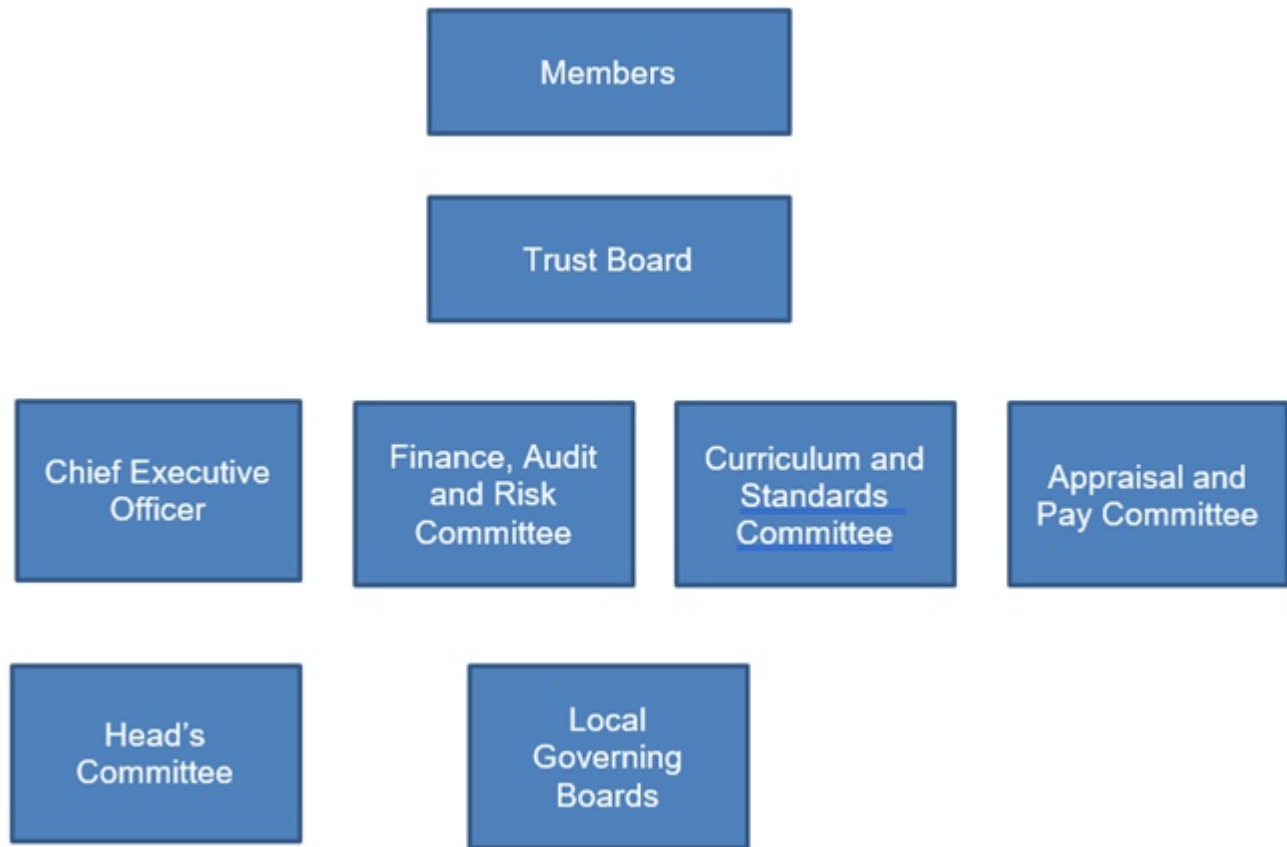 Members
Trust Board
Chief Executive
Officer
Finance, Audit
and Risk
Committee
Curriculum and
Standards
Committee
Appraisal and
Pay Committee
Head’s
Committee
Local
Governing
Boards